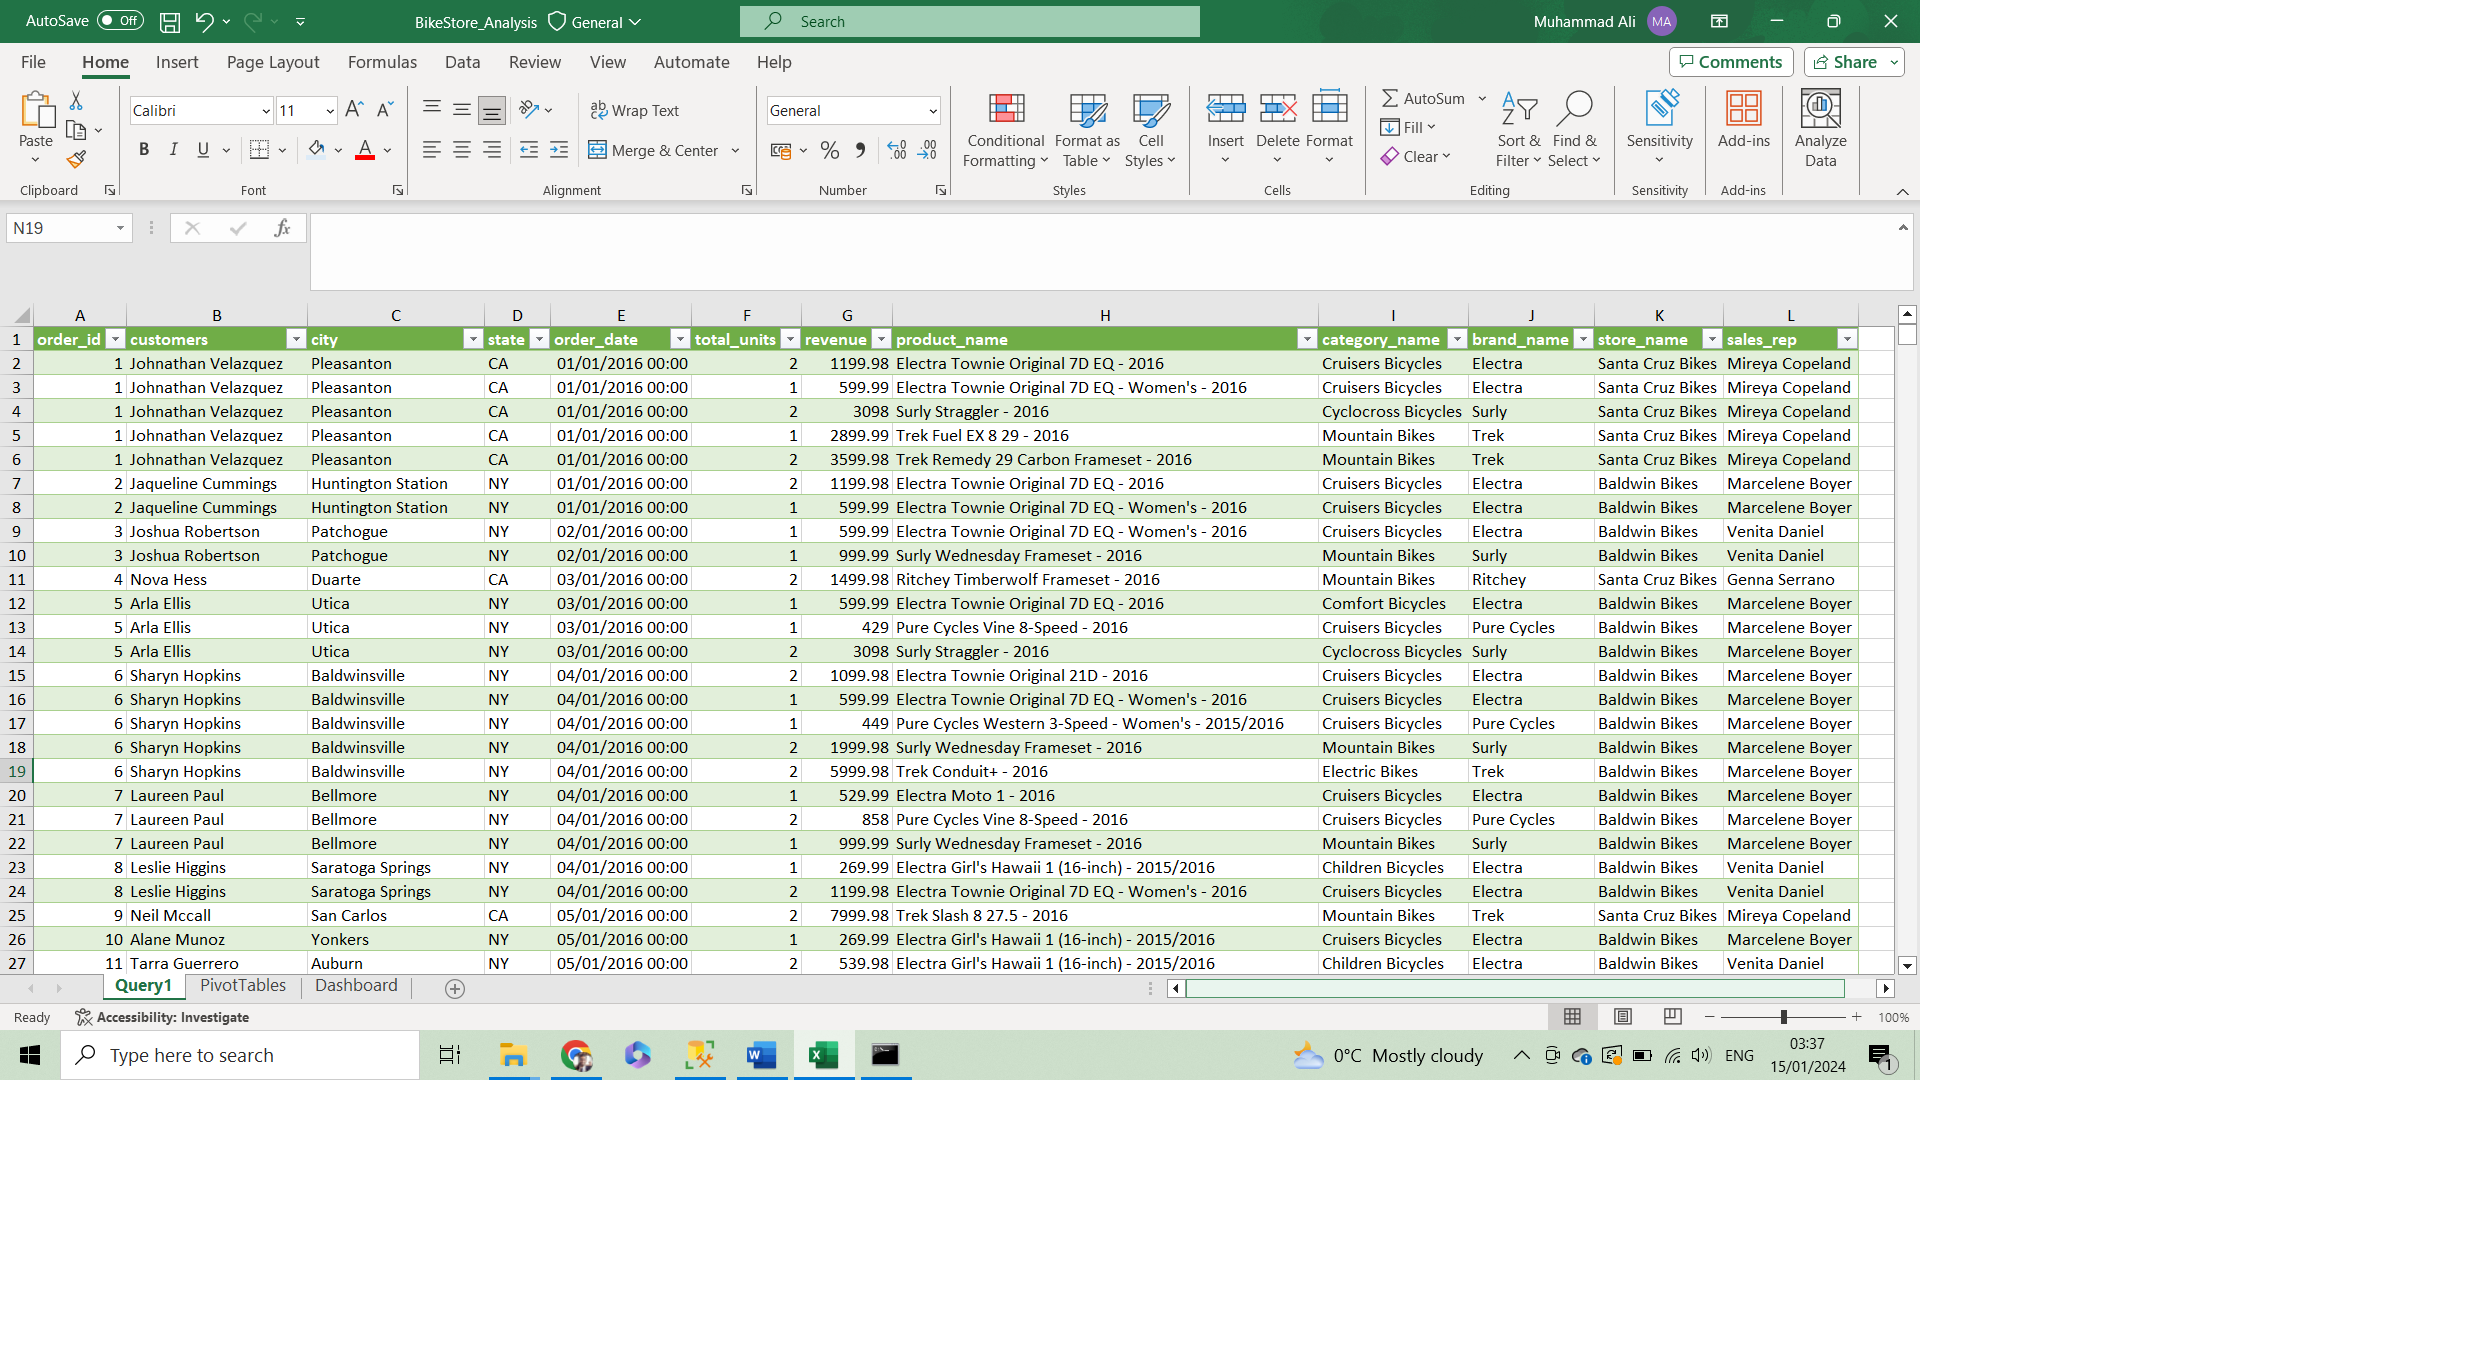 AutoSave Off BikeStore_Analysis General Search Muhammad Ali MA
File Home Insert Page Layout Formulas Data Review View Automate Help Comments Share
Calibri 11 Wrap Text General AutoSum
Paste Conditional Formatting Format as Table Cell Styles Insert Delete Format Fill Sort & Filter Find & Select Sensitivity Add-ins Analyze Data
B I U Merge & Center Clear
Clipboard Font Alignment Number Styles Cells Editing Sensitivity Add-ins
N19 fx
A B C D E F G H I J K L
1 order_id customers city state order_date total_units revenue product_name category_name brand_name store_name sales_rep
2 1 Johnathan Velazquez Pleasanton CA 01/01/2016 00:00 2 1199.98 Electra Townie Original 7D EQ - 2016 Cruisers Bicycles Electra Santa Cruz Bikes Mireya Copeland
3 1 Johnathan Velazquez Pleasanton CA 01/01/2016 00:00 1 599.99 Electra Townie Original 7D EQ - Women's - 2016 Cruisers Bicycles Electra Santa Cruz Bikes Mireya Copeland
4 1 Johnathan Velazquez Pleasanton CA 01/01/2016 00:00 2 3098 Surly Straggler - 2016 Cyclocross Bicycles Surly Santa Cruz Bikes Mireya Copeland
5 1 Johnathan Velazquez Pleasanton CA 01/01/2016 00:00 1 2899.99 Trek Fuel EX 8 29 - 2016 Mountain Bikes Trek Santa Cruz Bikes Mireya Copeland
6 1 Johnathan Velazquez Pleasanton CA 01/01/2016 00:00 2 3599.98 Trek Remedy 29 Carbon Frameset - 2016 Mountain Bikes Trek Santa Cruz Bikes Mireya Copeland
7 2 Jaqueline Cummings Huntington Station NY 01/01/2016 00:00 2 1199.98 Electra Townie Original 7D EQ - 2016 Cruisers Bicycles Electra Baldwin Bikes Marcelene Boyer
8 2 Jaqueline Cummings Huntington Station NY 01/01/2016 00:00 1 599.99 Electra Townie Original 7D EQ - Women's - 2016 Cruisers Bicycles Electra Baldwin Bikes Marcelene Boyer
9 3 Joshua Robertson Patchogue NY 02/01/2016 00:00 1 599.99 Electra Townie Original 7D EQ - Women's - 2016 Cruisers Bicycles Electra Baldwin Bikes Venita Daniel
10 3 Joshua Robertson Patchogue NY 02/01/2016 00:00 1 999.99 Surly Wednesday Frameset - 2016 Mountain Bikes Surly Baldwin Bikes Venita Daniel
11 4 Nova Hess Duarte CA 03/01/2016 00:00 2 1499.98 Ritchey Timberwolf Frameset - 2016 Mountain Bikes Ritchey Santa Cruz Bikes Genna Serrano
12 5 Arla Ellis Utica NY 03/01/2016 00:00 1 599.99 Electra Townie Original 7D EQ - 2016 Comfort Bicycles Electra Baldwin Bikes Marcelene Boyer
13 5 Arla Ellis Utica NY 03/01/2016 00:00 1 429 Pure Cycles Vine 8-Speed - 2016 Cruisers Bicycles Pure Cycles Baldwin Bikes Marcelene Boyer
14 5 Arla Ellis Utica NY 03/01/2016 00:00 2 3098 Surly Straggler - 2016 Cyclocross Bicycles Surly Baldwin Bikes Marcelene Boyer
15 6 Sharyn Hopkins Baldwinsville NY 04/01/2016 00:00 2 1099.98 Electra Townie Original 21D - 2016 Cruisers Bicycles Electra Baldwin Bikes Marcelene Boyer
16 6 Sharyn Hopkins Baldwinsville NY 04/01/2016 00:00 1 599.99 Electra Townie Original 7D EQ - Women's - 2016 Cruisers Bicycles Electra Baldwin Bikes Marcelene Boyer
17 6 Sharyn Hopkins Baldwinsville NY 04/01/2016 00:00 1 449 Pure Cycles Western 3-Speed - Women's - 2015/2016 Cruisers Bicycles Pure Cycles Baldwin Bikes Marcelene Boyer
18 6 Sharyn Hopkins Baldwinsville NY 04/01/2016 00:00 2 1999.98 Surly Wednesday Frameset - 2016 Mountain Bikes Surly Baldwin Bikes Marcelene Boyer
19 6 Sharyn Hopkins Baldwinsville NY 04/01/2016 00:00 2 5999.98 Trek Conduit+ - 2016 Electric Bikes Trek Baldwin Bikes Marcelene Boyer
20 7 Laureen Paul Bellmore NY 04/01/2016 00:00 1 529.99 Electra Moto 1 - 2016 Cruisers Bicycles Electra Baldwin Bikes Marcelene Boyer
21 7 Laureen Paul Bellmore NY 04/01/2016 00:00 2 858 Pure Cycles Vine 8-Speed - 2016 Cruisers Bicycles Pure Cycles Baldwin Bikes Marcelene Boyer
22 7 Laureen Paul Bellmore NY 04/01/2016 00:00 1 999.99 Surly Wednesday Frameset - 2016 Mountain Bikes Surly Baldwin Bikes Marcelene Boyer
23 8 Leslie Higgins Saratoga Springs NY 04/01/2016 00:00 1 269.99 Electra Girl's Hawaii 1 (16-inch) - 2015/2016 Children Bicycles Electra Baldwin Bikes Venita Daniel
24 8 Leslie Higgins Saratoga Springs NY 04/01/2016 00:00 2 1199.98 Electra Townie Original 7D EQ - Women's - 2016 Cruisers Bicycles Electra Baldwin Bikes Venita Daniel
25 9 Neil Mccall San Carlos CA 05/01/2016 00:00 2 7999.98 Trek Slash 8 27.5 - 2016 Mountain Bikes Trek Santa Cruz Bikes Mireya Copeland
26 10 Alane Munoz Yonkers NY 05/01/2016 00:00 1 269.99 Electra Girl's Hawaii 1 (16-inch) - 2015/2016 Cruisers Bicycles Electra Baldwin Bikes Marcelene Boyer
27 11 Tarra Guerrero Auburn NY 05/01/2016 00:00 2 539.98 Electra Girl's Hawaii 1 (16-inch) - 2015/2016 Children Bicycles Electra Baldwin Bikes Venita Daniel
Query1 PivotTables Dashboard
Ready Accessibility: Investigate 100%
Type here to search 0°C Mostly cloudy ENG 03:37 1
15/01/2024